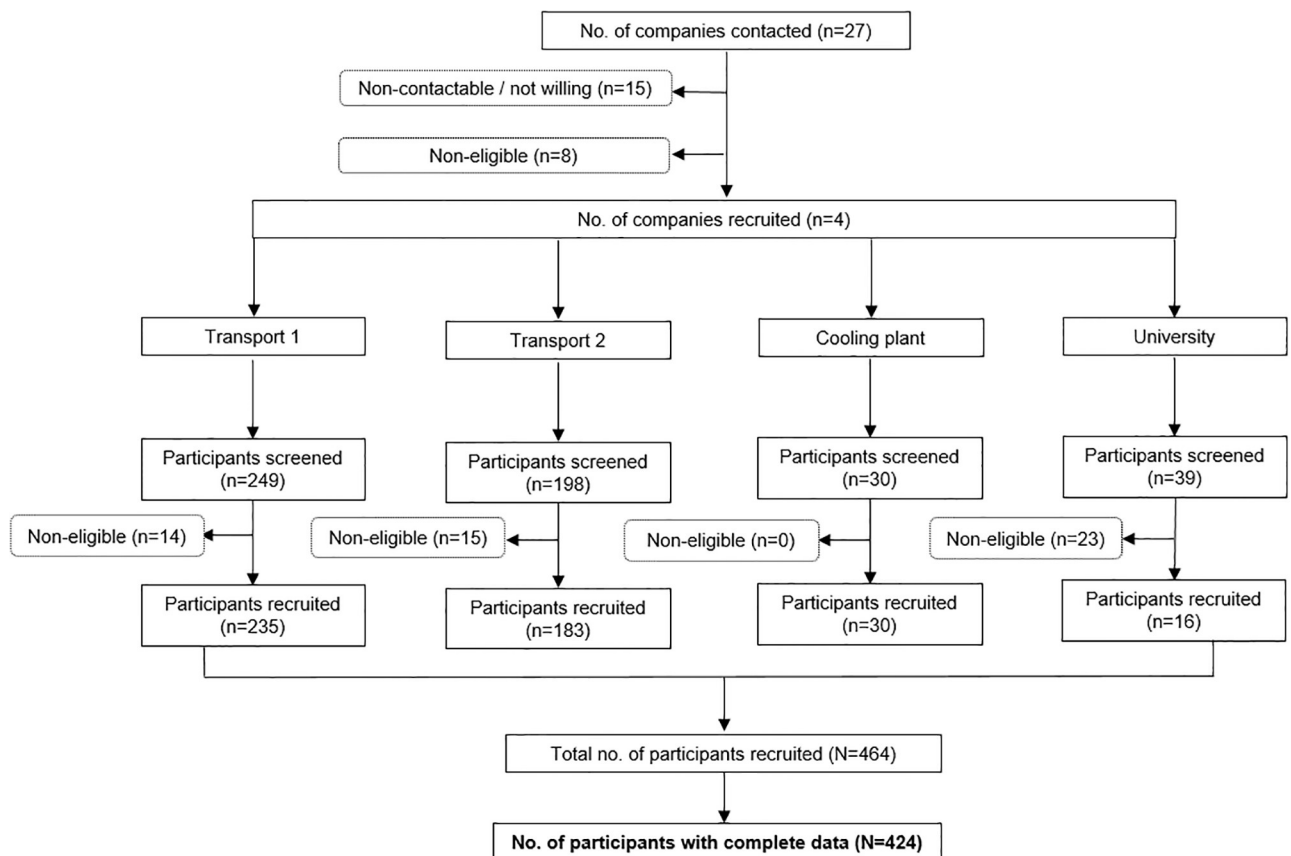 No. of companies contacted (n=27)
Non-contactable / not willing (n=15)
Non-eligible (n=8)
No. of companies recruited (n=4)
Transport 1
Transport 2
Cooling plant
University
Participants screened
(n=249)
Participants screened
(n=198)
Participants screened
(n=30)
Participants screened
(n=39)
Non-eligible (n=14)
Non-eligible (n=15)
Non-eligible (n=0)
Non-eligible (n=23)
Participants recruited
(n=235)
Participants recruited
(n=183)
Participants recruited
(n=30)
Participants recruited
(n=16)
Total no. of participants recruited (N=464)
No. of participants with complete data (N=424)